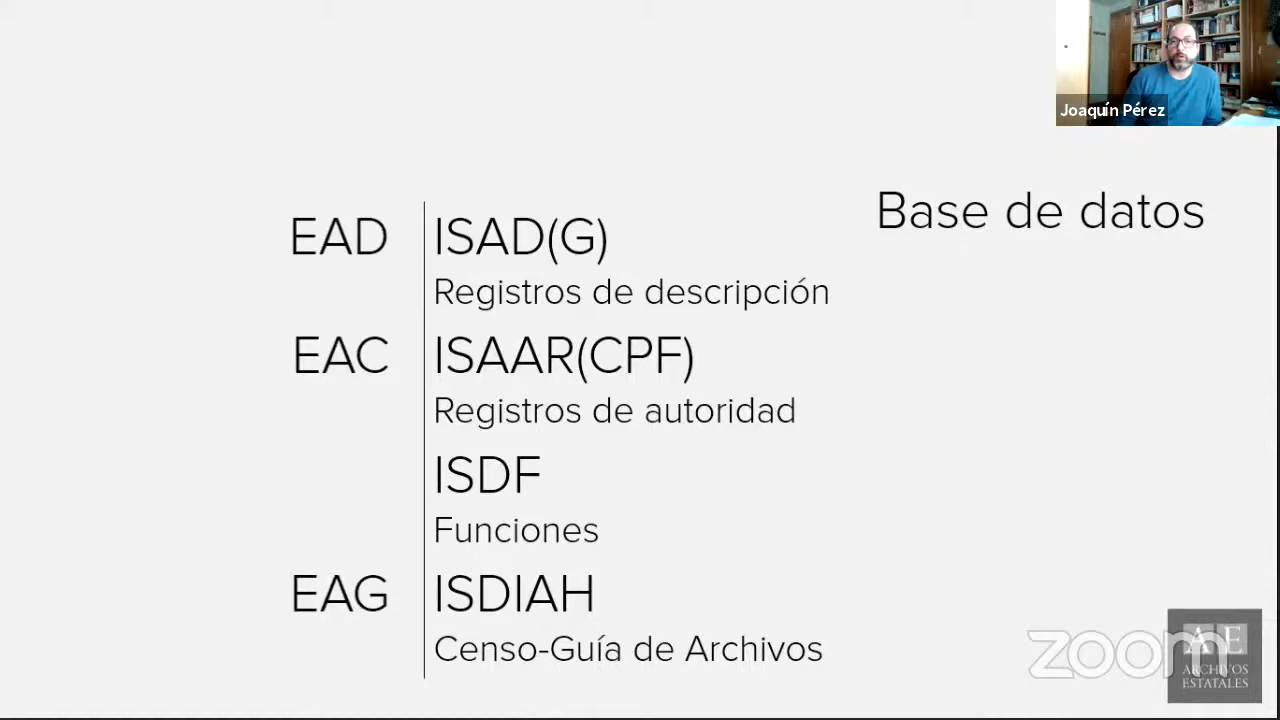 Joaquín Pérez
Base de datos
EAD ISAD(G)
Registros de descripción
EAC ISAAR(CPF)
Registros de autoridad
ISDF
Funciones
EAG ISDIAH
Censo-Guía de Archivos
zoom
AE
ARCHIVOS
ESTATALES